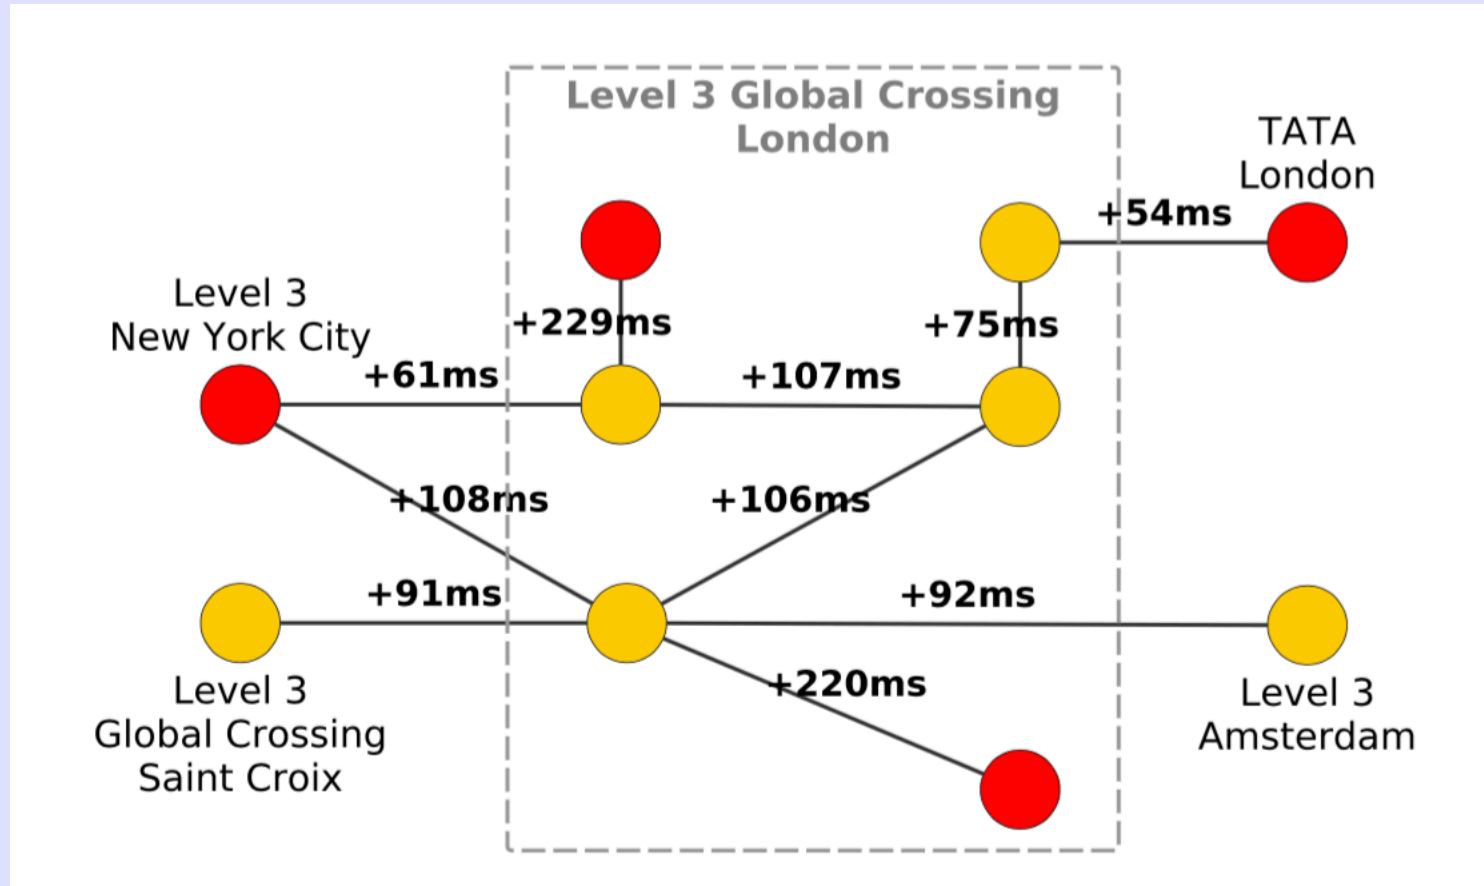 Level 3 Global Crossing
London
TATA
London
+54ms
Level 3
New York City
+229ms
+75ms
+61ms
+107ms
+108ms
+106ms
+91ms
+92ms
+220ms
Level 3
Global Crossing
Saint Croix
Level 3
Amsterdam